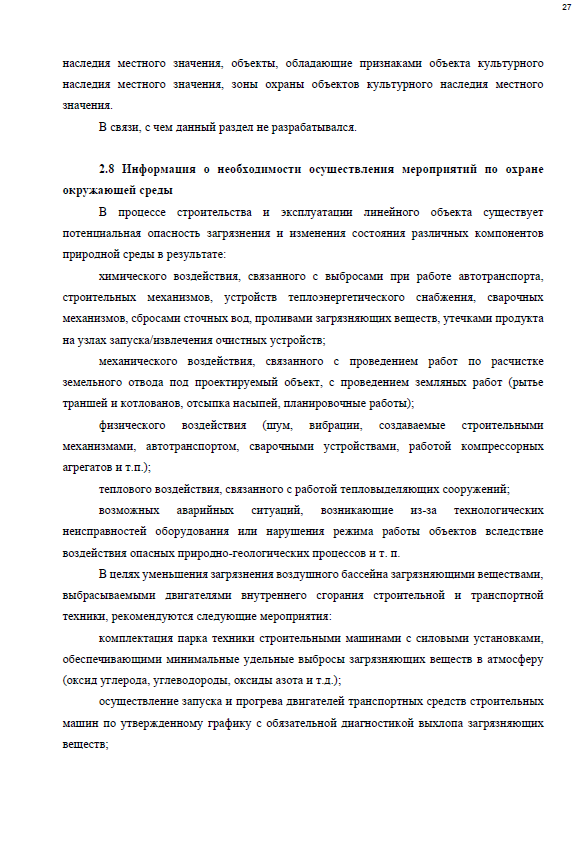 27
наследия местного значения, объекты, обладающие признаками объекта культурного
наследия местного значения, зоны охраны объектов культурного наследия местного
значения.
В связи, с чем данный раздел не разрабатывался.
2.8 Информация о необходимости осуществления мероприятий по охране
окружающей среды
В процессе строительства и эксплуатации линейного объекта существует
потенциальная опасность загрязнения и изменения состояния различных компонентов
природной среды в результате:
химического воздействия, связанного с выбросами при работе автотранспорта,
строительных механизмов, устройств теплоэнергетического снабжения, сварочных
механизмов, сбросами сточных вод, проливами загрязняющих веществ, утечками продукта
на узлах запуска/извлечения очистных устройств;
механического воздействия, связанного с проведением работ по расчистке
земельного отвода под проектируемый объект, с проведением земляных работ (рытье
траншей и котлованов, отсыпка насыпей, планировочные работы);
физического воздействия (шум, вибрации, создаваемые строительными
механизмами, автотранспортом, сварочными устройствами, работой компрессорных
агрегатов и т.п.);
теплового воздействия, связанного с работой тепловыделяющих сооружений;
возможных аварийных ситуаций, возникающие из-за технологических
неисправностей оборудования или нарушения режима работы объектов вследствие
воздействия опасных природно-геологических процессов и т. п.
В целях уменьшения загрязнения воздушного бассейна загрязняющими веществами,
выбрасываемыми двигателями внутреннего сгорания строительной и транспортной
техники, рекомендуются следующие мероприятия:
комплектация парка техники строительными машинами с силовыми установками,
обеспечивающими минимальные удельные выбросы загрязняющих веществ в атмосферу
(оксид углерода, углеводороды, оксиды азота и т.д.);
осуществление запуска и прогрева двигателей транспортных средств строительных
машин по утвержденному графику с обязательной диагностикой выхлопа загрязняющих
веществ;